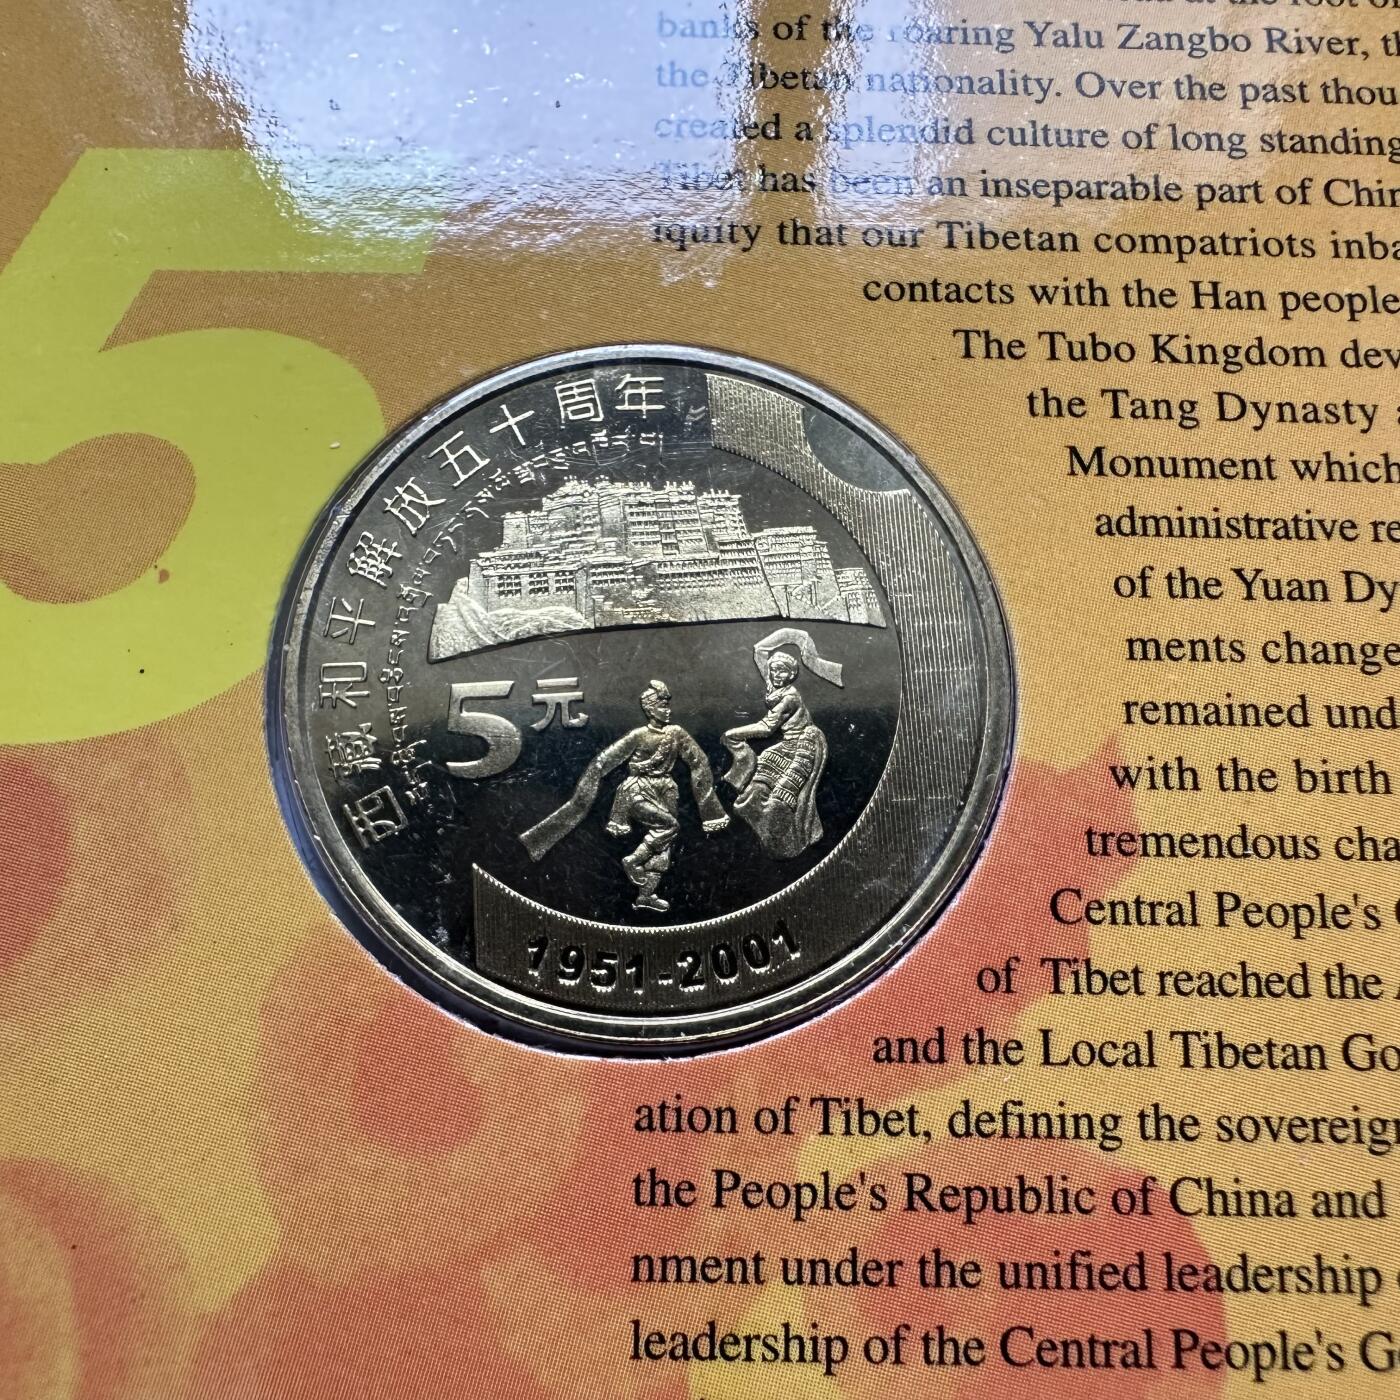 banks of the roaring Yalu Zangbo River, th
the Tibetan nationality. Over the past thou
created a splendid culture of long standing
Tibet has been an inseparable part of Chin
iquity that our Tibetan compatriots inba
contacts with the Han people
The Tubo Kingdom dev
the Tang Dynasty
Monument which
administrative re
of the Yuan Dy
ments change
remained und
with the birth
tremendous cha
Central People's
of Tibet reached the
and the Local Tibetan Go
ation of Tibet, defining the sovereign
the People's Republic of China and
nment under the unified leadership
leadership of the Central People's Go
5
西藏和平解放五十周年
5元
1951-2001